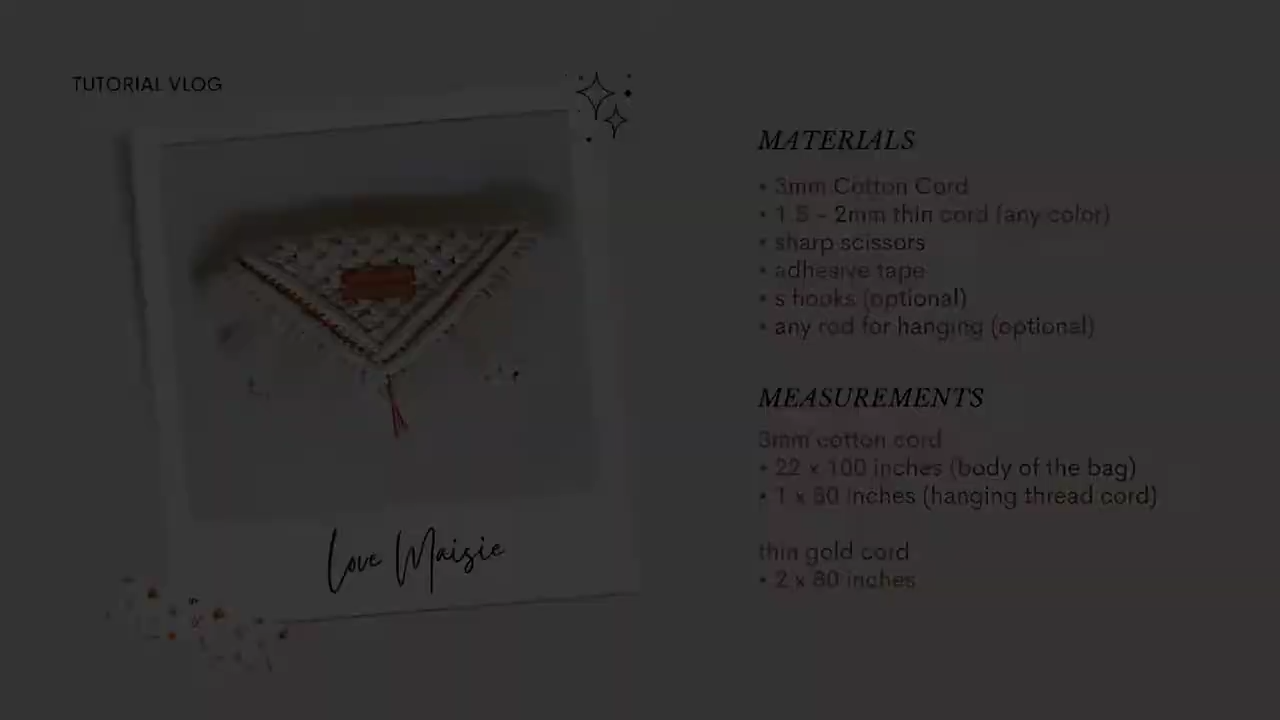 TUTORIAL VLOG
MATERIALS
• 3mm Cotton Cord
• 1.5 - 2mm thin cord (any color)
• sharp scissors
• adhesive tape
• s hooks (optional)
• any rod for hanging (optional)
MEASUREMENTS
3mm cotton cord
• 22 x 100 inches (body of the bag)
• 1 x 80 inches (hanging thread cord)
thin gold cord
• 2 x 80 inches
Love Maisie